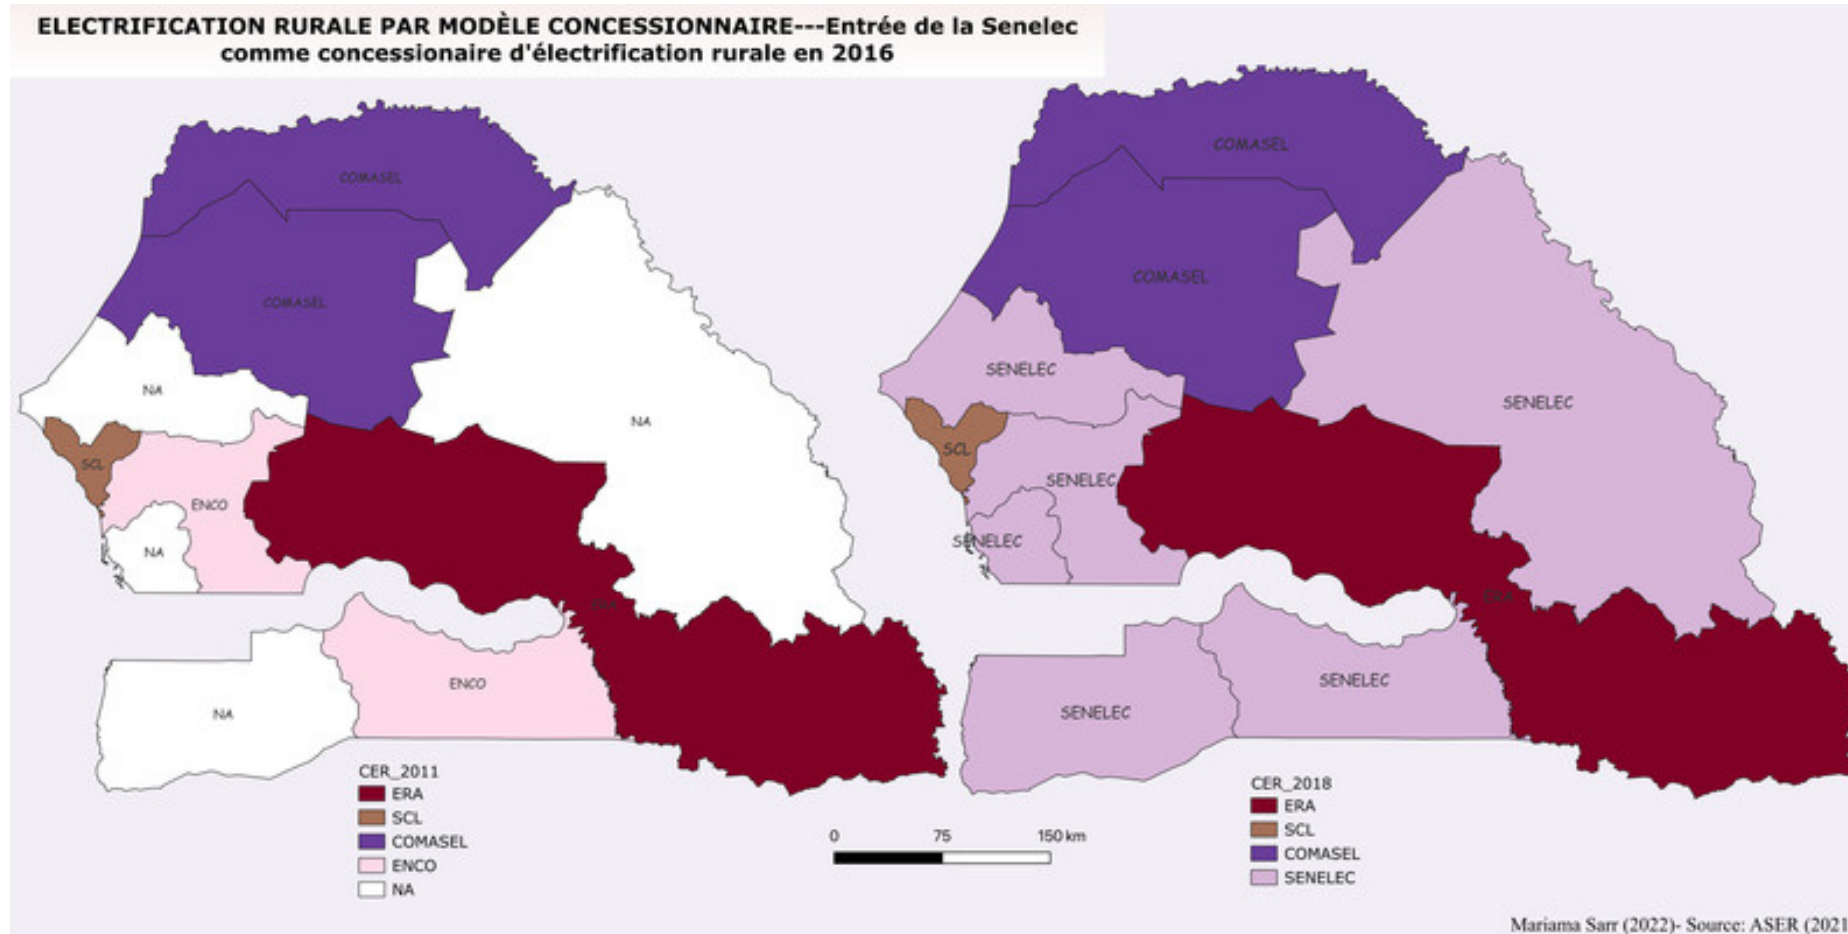 ELECTRIFICATION RURALE PAR MODÈLE CONCESSIONNAIRE---Entrée de la Senelec
comme concessionaire d'électrification rurale en 2016
COMASEL
COMASEL
NA
NA
SCL
ENCO
NA
ERA
ENCO
NA
CER_2011
ERA
SCL
COMASEL
ENCO
NA
0 75 150 km
COMASEL
COMASEL
SENELEC
SENELEC
SCL
SENELEC
SENELEC
ERA
SENELEC
SENELEC
CER_2018
ERA
SCL
COMASEL
SENELEC
Mariama Sarr (2022)- Source: ASER (2021